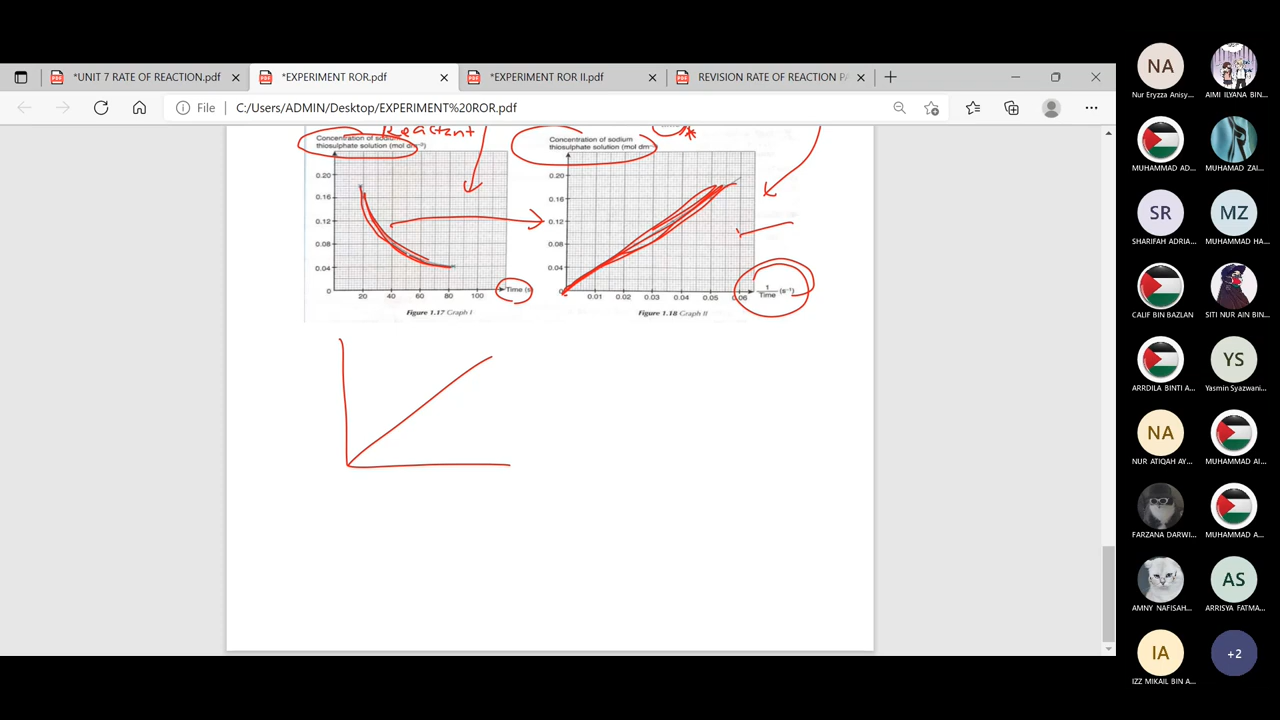 *UNIT 7 RATE OF REACTION.pdf
*EXPERIMENT ROR.pdf
*EXPERIMENT ROR II.pdf
REVISION RATE OF REACTION PA
File
C:/Users/ADMIN/Desktop/EXPERIMENT%20ROR.pdf
Reactant
*
Concentration of sodium
thiosulphate solution (mol dm⁻³)
0.20
0.16
0.12
0.08
0.04
0
20 40 60 80 100
Time (s
Figure 1.17 Graph I
Concentration of sodium
thiosulphate solution (mol dm⁻
0.20
0.16
0.12
0.08
0.04
0
0.01 0.02 0.03 0.04 0.05 0.06
1
Time (s⁻¹)
Figure 1.18 Graph II
NA
Nur Eryzza Anisy...
AIMI ILYANA BIN...
MUHAMMAD AD...
MUHAMAD ZAI...
SR
SHARIFAH ADRIA...
MZ
MUHAMMAD HA...
CALIF BIN BAZLAN
SITI NUR AIN BIN...
ARRDILA BINTI A...
YS
Yasmin Syazwani...
NA
NUR ATIQAH AY...
MUHAMMAD AI...
FARZANA DARWI...
MUHAMMAD A...
AMNY NAFISAH...
AS
ARRISYA FATMA...
IA
IZZ MIKAIL BIN A...
+2